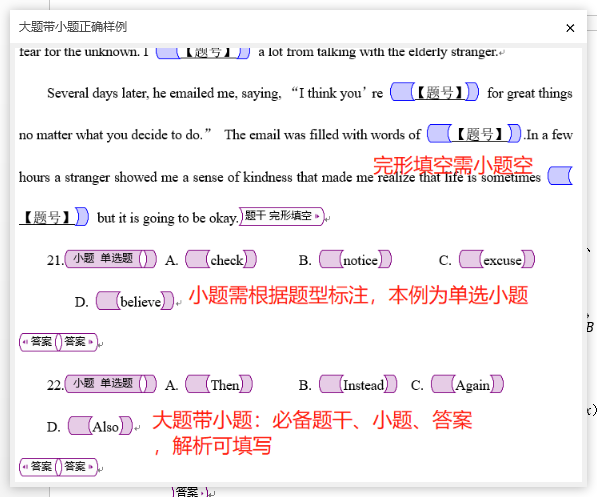 大题带小题正确样例 ×
fear for the unknown. I 【题号】 a lot from talking with the elderly stranger.
Several days later, he emailed me, saying, “I think you’ re 【题号】 for great things
no matter what you decide to do.” The email was filled with words of 【题号】 .In a few
完形填空需小题空
hours a stranger showed me a sense of kindness that made me realize that life is sometimes
【题号】 but it is going to be okay. 题干 完形填空
21. 小题 单选题 () A. check B. notice C. excuse
D. believe 小题需根据题型标注，本例为单选小题
答案 () 答案
22. 小题 单选题 () A. Then B. Instead C. Again
D. Also 大题带小题：必备题干、小题、答案
，解析可填写
答案 () 答案
B
x）
答案